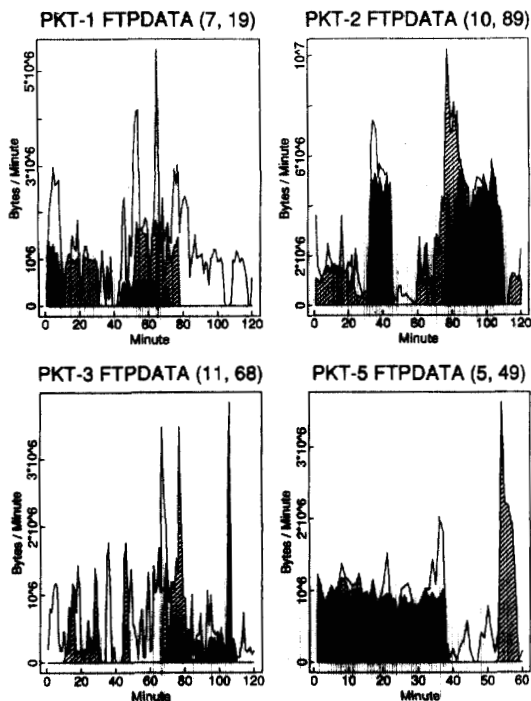 PKT-1 FTPDATA (7, 19)
Bytes / Minute
5*10^6
3*10^6
10^6
0
0 20 40 60 80 100 120
Minute
PKT-2 FTPDATA (10, 89)
Bytes / Minute
10^7
6*10^6
2*10^6
0
0 20 40 60 80 100 120
Minute
PKT-3 FTPDATA (11, 68)
Bytes / Minute
3*10^6
2*10^6
10^6
0
0 20 40 60 80 100 120
Minute
PKT-5 FTPDATA (5, 49)
Bytes / Minute
3*10^6
2*10^6
10^6
0
0 10 20 30 40 50 60
Minute